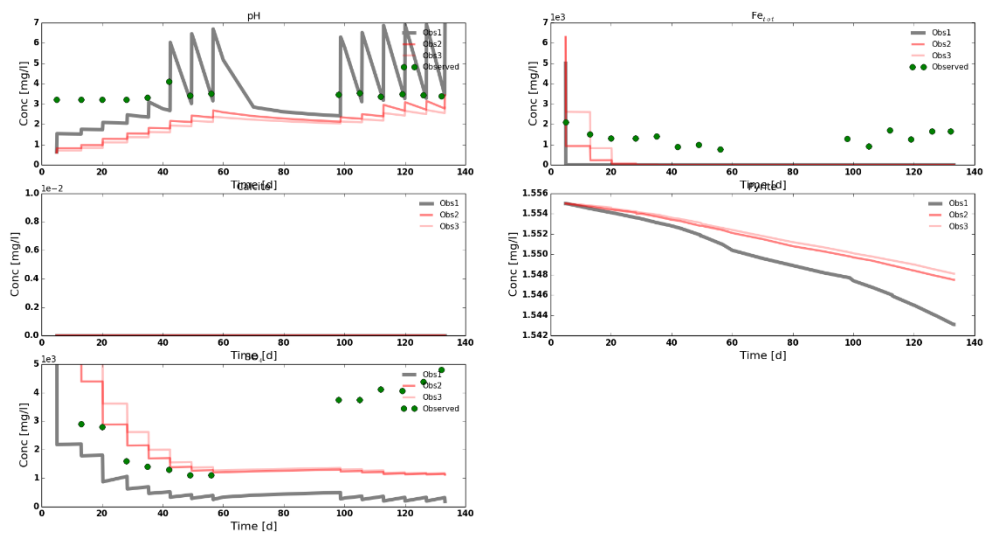 pH
Conc [mg/l]
7
6
5
4
3
2
1
0
0 20 40 60 80 100 120 140
Time [d]
Obs1
Obs2
Obs3
Observed
Fe tot
1e3
Conc [mg/l]
7
6
5
4
3
2
1
0
0 20 40 60 80 100 120 140
Time [d]
Obs1
Obs2
Obs3
Observed
Calcite
1e-2
Conc [mg/l]
1.0
0.8
0.6
0.4
0.2
0.0
0 20 40 60 80 100 120 140
Time [d]
Obs1
Obs2
Obs3
Pyrite
Conc [mg/l]
1.556
1.554
1.552
1.550
1.548
1.546
1.544
1.542
0 20 40 60 80 100 120 140
Time [d]
Obs1
Obs2
Obs3
1e3
Conc [mg/l]
5
4
3
2
1
0
0 20 40 60 80 100 120 140
Time [d]
Obs1
Obs2
Obs3
Observed